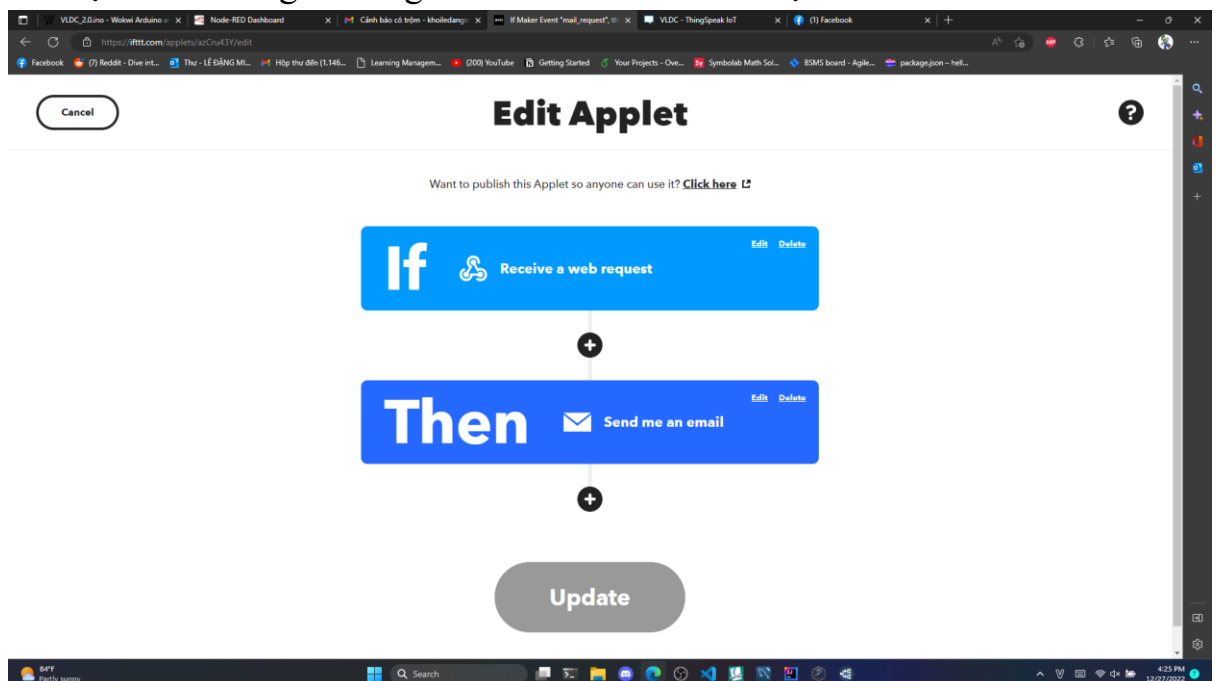 VLDC_2.0.ino - Wokwi Arduino
Node-RED Dashboard
Cảnh báo có trộm - khoiledang
If Maker Event "mail_request", th
VLDC - ThingSpeak IoT
(1) Facebook
https://ifttt.com/applets/azCru43Y/edit
Facebook
(7) Reddit - Dive int...
Thư - LÊ ĐẶNG MI...
Hộp thư đến (1.146...
Learning Managem...
(200) YouTube
Getting Started
Your Projects - Ove...
Symbolab Math Sol...
BSMS board - Agile...
package.json – hell...
Cancel
Edit Applet
?
Want to publish this Applet so anyone can use it? Click here
Edit Delete
If Receive a web request
Edit Delete
Then Send me an email
Update
84°F
Partly sunny
Search
4:25 PM
12/27/2022